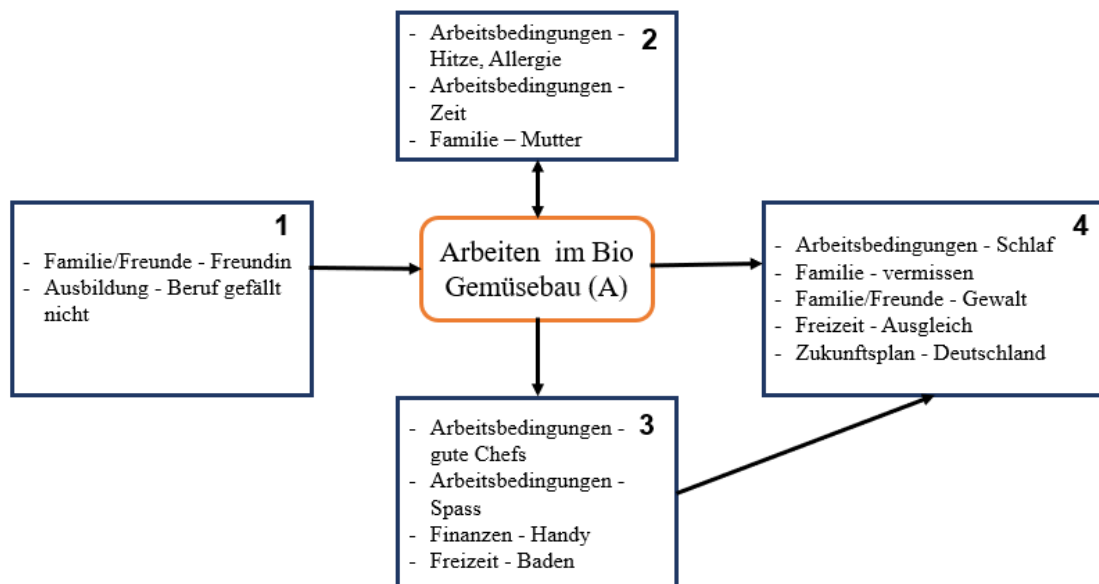 - Arbeitsbedingungen - 2
Hitze, Allergie
- Arbeitsbedingungen -
Zeit
- Familie – Mutter
1
- Familie/Freunde - Freundin
- Ausbildung - Beruf gefällt
nicht
Arbeiten im Bio
Gemüsebau (A)
4
- Arbeitsbedingungen - Schlaf
- Familie - vermissen
- Familie/Freunde - Gewalt
- Freizeit - Ausgleich
- Zukunftsplan - Deutschland
- Arbeitsbedingungen - 3
gute Chefs
- Arbeitsbedingungen -
Spass
- Finanzen - Handy
- Freizeit - Baden